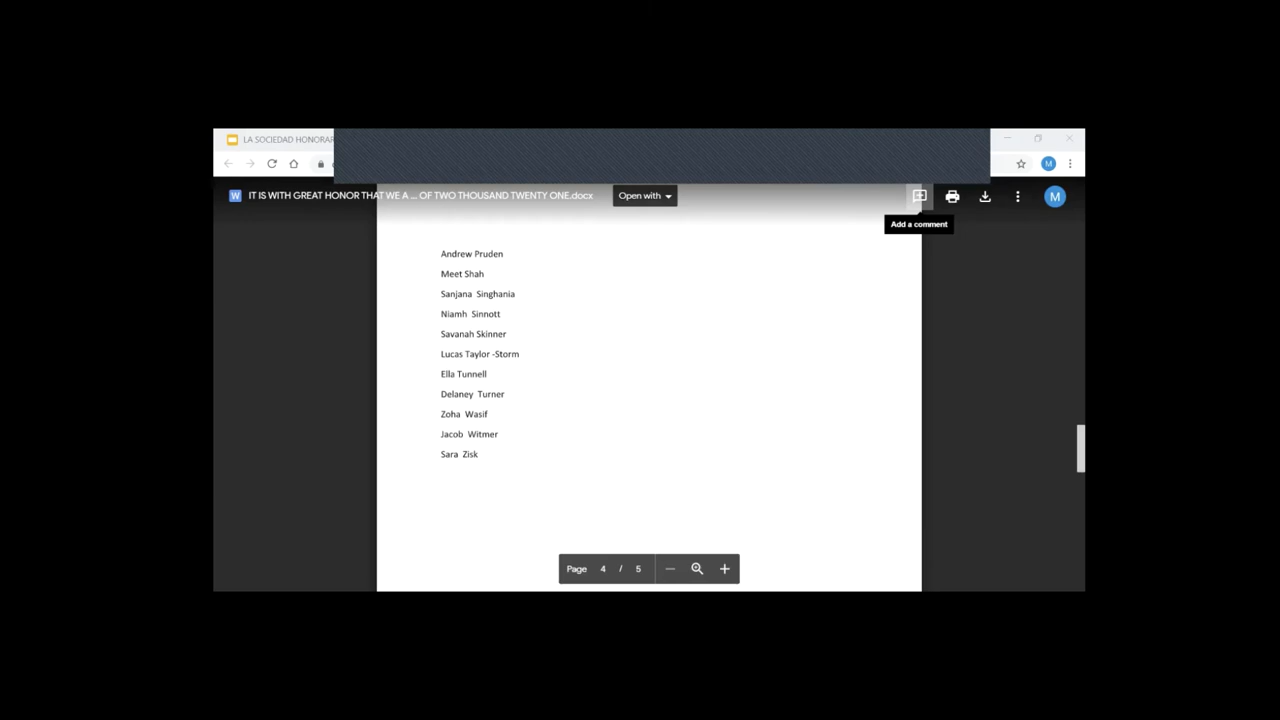 LA SOCIEDAD HONORAR
M
IT IS WITH GREAT HONOR THAT WE A ... OF TWO THOUSAND TWENTY ONE.docx
Open with
M
Add a comment
Andrew Pruden
Meet Shah
Sanjana Singhania
Niamh Sinnott
Savanah Skinner
Lucas Taylor -Storm
Ella Tunnell
Delaney Turner
Zoha Wasif
Jacob Witmer
Sara Zisk
Page 4 / 5